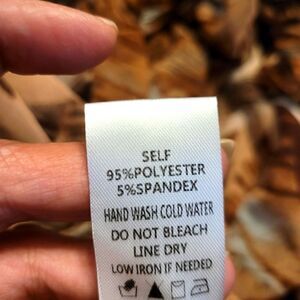 SELF
95%POLYESTER
5%SPANDEX
HAND WASH COLD WATER
DO NOT BLEACH
LINE DRY
LOW IRON IF NEEDED